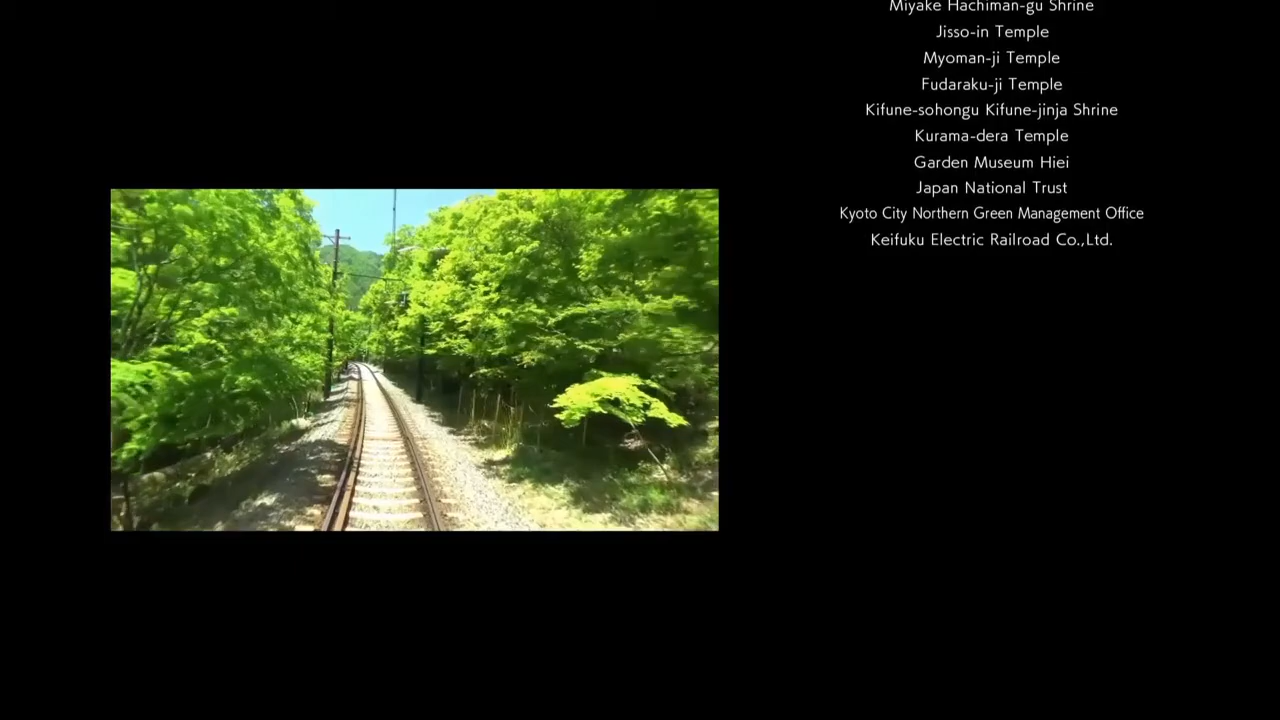 Miyake Hachiman-gu Shrine
Jisso-in Temple
Myoman-ji Temple
Fudaraku-ji Temple
Kifune-sohongu Kifune-jinja Shrine
Kurama-dera Temple
Garden Museum Hiei
Japan National Trust
Kyoto City Northern Green Management Office
Keifuku Electric Railroad Co.,Ltd.